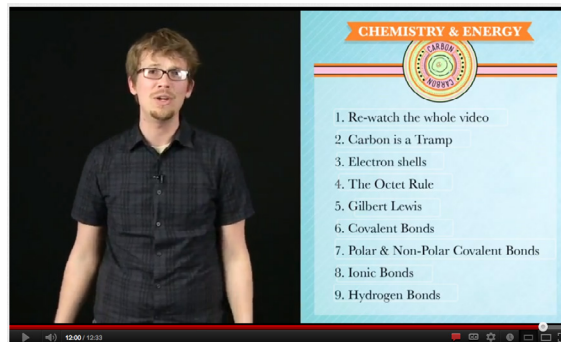 CHEMISTRY & ENERGY
CARBON
CARBON
1. Re-watch the whole video
2. Carbon is a Tramp
3. Electron shells
4. The Octet Rule
5. Gilbert Lewis
6. Covalent Bonds
7. Polar & Non-Polar Covalent Bonds
8. Ionic Bonds
9. Hydrogen Bonds
12:00 / 12:33